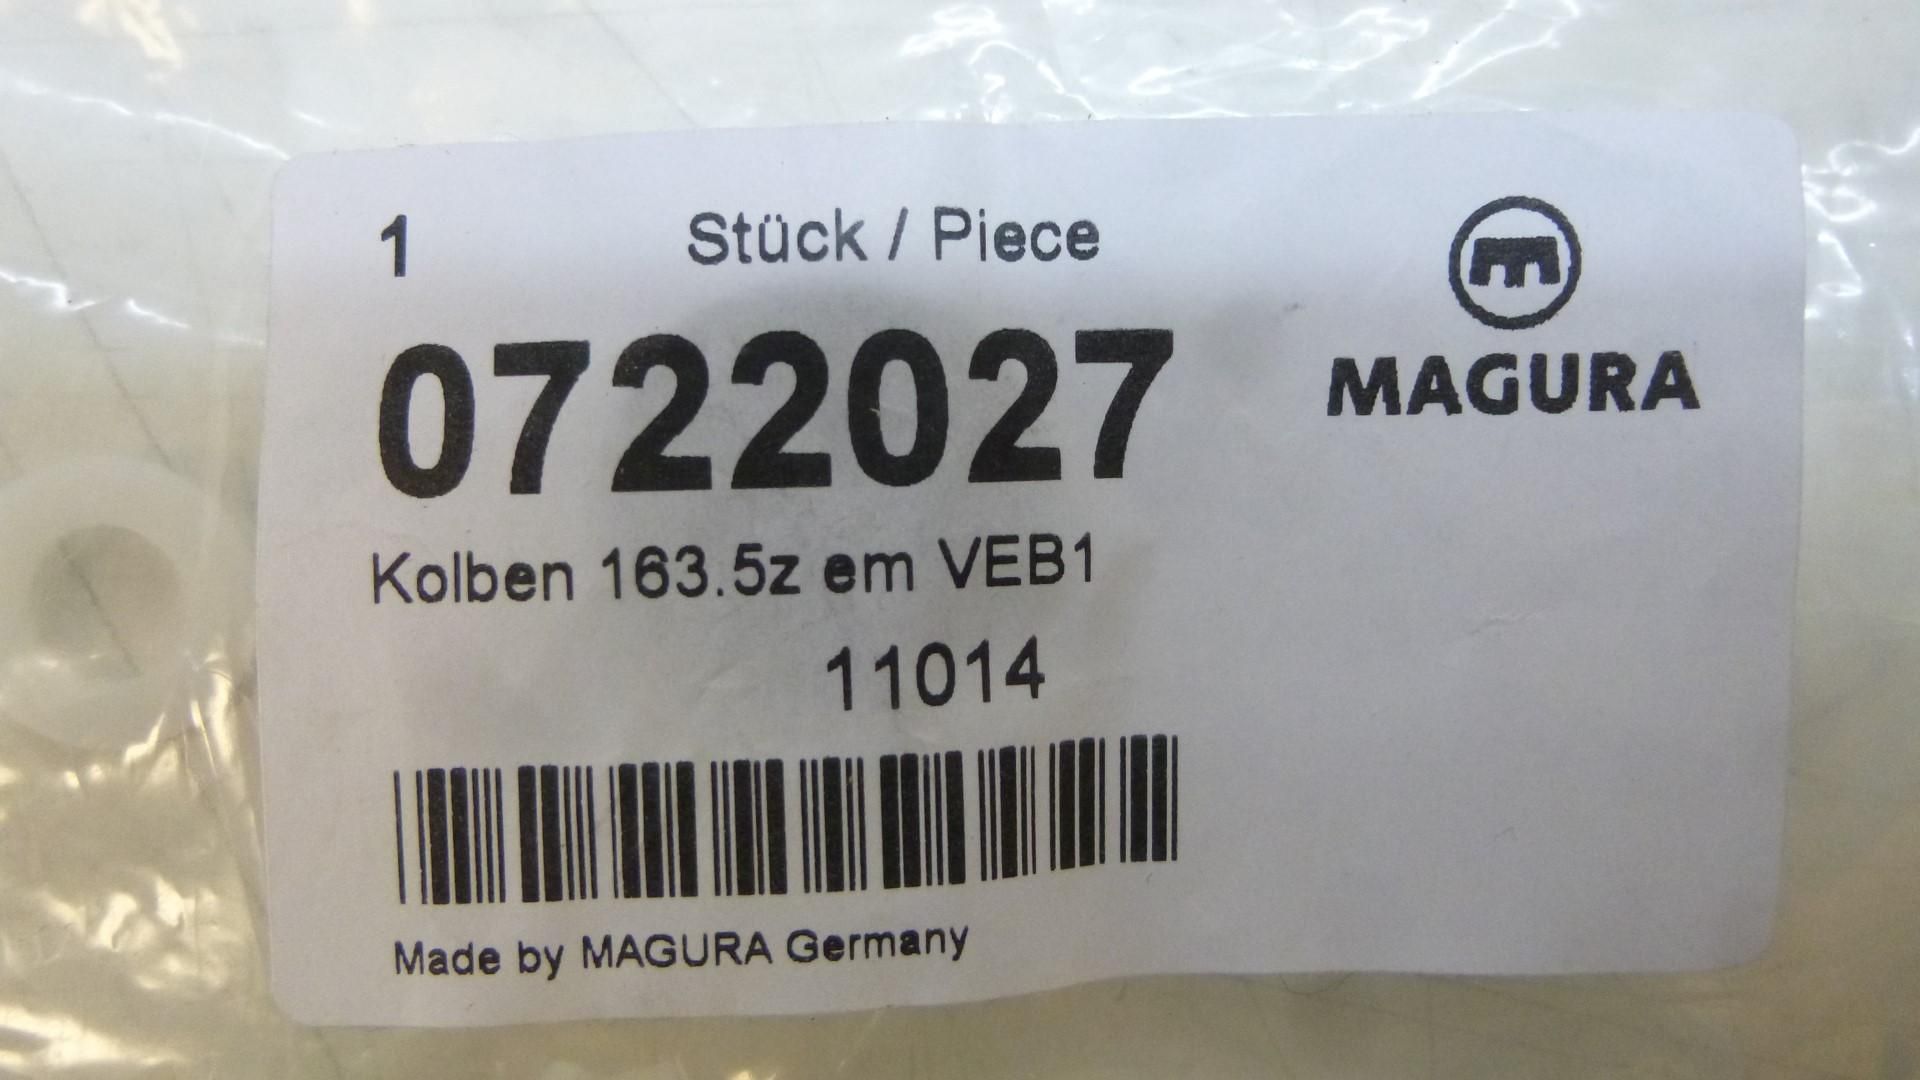 1 Stück / Piece
MAGURA
0722027
Kolben 163.5z em VEB1
11014
Made by MAGURA Germany